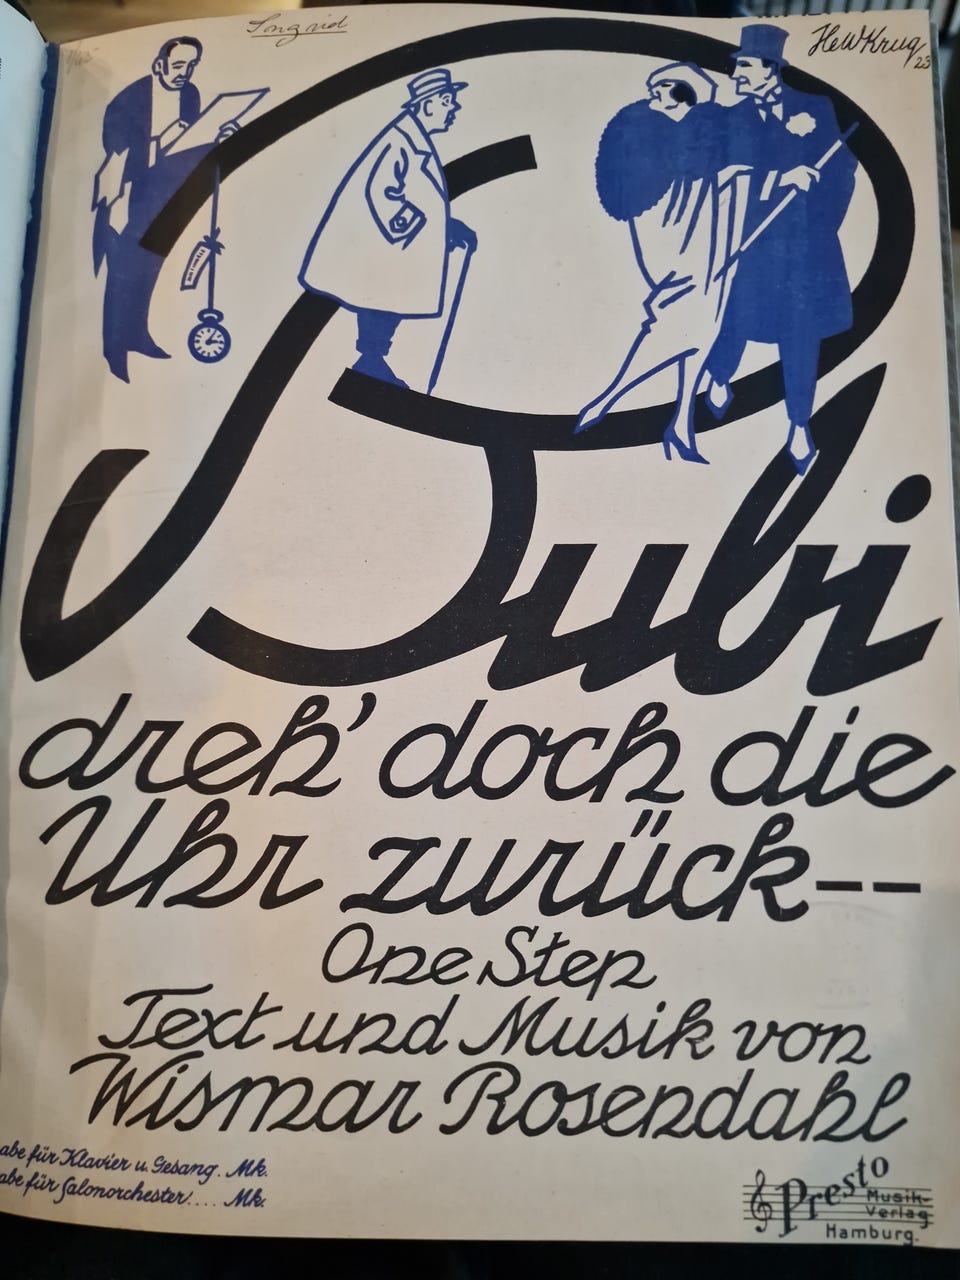 HeWKrug
23
Bubi
dreh' doch die
Uhr zurück--
One Step
Text und Musik von
Wismar Rosendahl
abe für Klavier u. Gesang. Mk.
abe für Salonorchester.... Mk.
Presto
Musik-
Verlag
Hamburg.